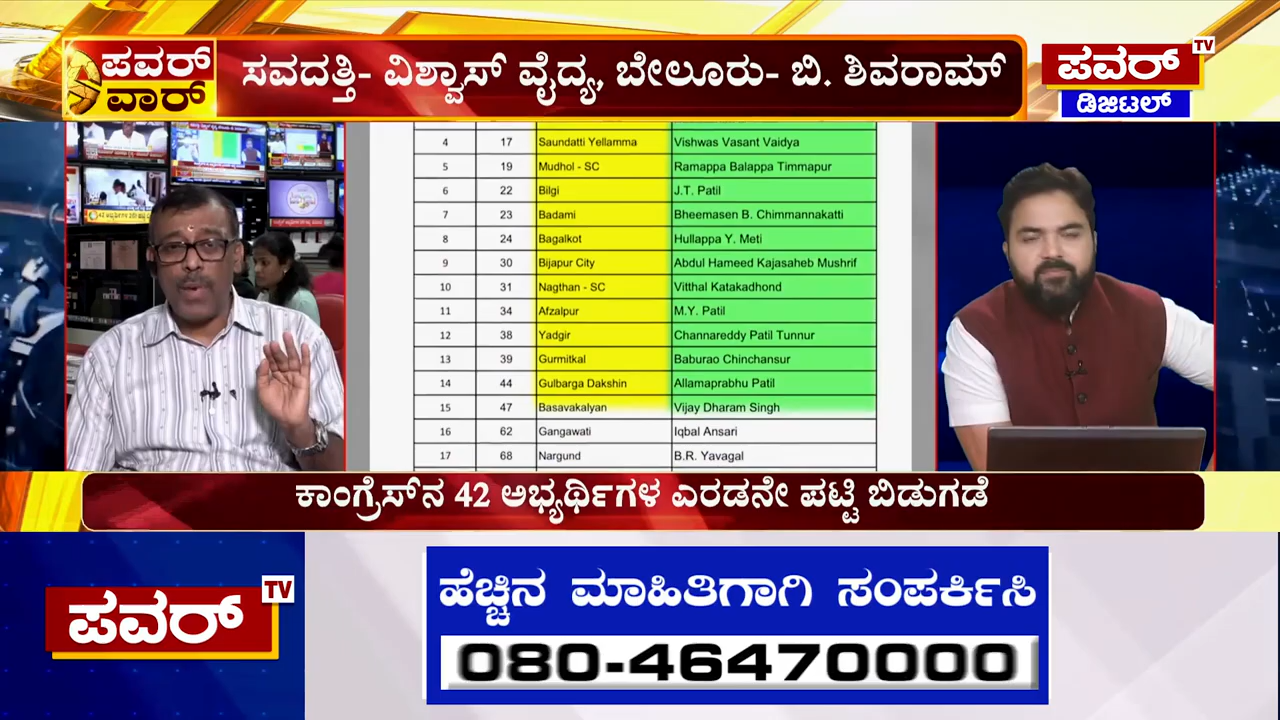 ಪವರ್
ವಾರ್
ಸವದತ್ತಿ- ವಿಶ್ವಾಸ್ ವೈದ್ಯ, ಬೇಲೂರು- ಬಿ. ಶಿವರಾಮ್
ಪವರ್ TV
ಡಿಜಿಟಲ್
4 17 Saundatti Yellamma Vishwas Vasant Vaidya
5 19 Mudhol - SC Ramappa Balappa Timmapur
6 22 Bilgi J.T. Patil
7 23 Badami Bheemasen B. Chimmannakatti
8 24 Bagalkot Hullappa Y. Meti
9 30 Bijapur City Abdul Hameed Kajasaheb Mushrif
10 31 Nagthan - SC Vitthal Katakadhond
11 34 Afzalpur M.Y. Patil
12 38 Yadgir Channareddy Patil Tunnur
13 39 Gurmitkal Baburao Chinchansur
14 44 Gulbarga Dakshin Allamaprabhu Patil
15 47 Basavakalyan Vijay Dharam Singh
16 62 Gangawati Iqbal Ansari
17 68 Nargund B.R. Yavagal
ಕಾಂಗ್ರೆಸ್‌ನ 42 ಅಭ್ಯರ್ಥಿಗಳ ಎರಡನೇ ಪಟ್ಟಿ ಬಿಡುಗಡೆ
ಪವರ್ TV
ಹೆಚ್ಚಿನ ಮಾಹಿತಿಗಾಗಿ ಸಂಪರ್ಕಿಸಿ
080-46470000